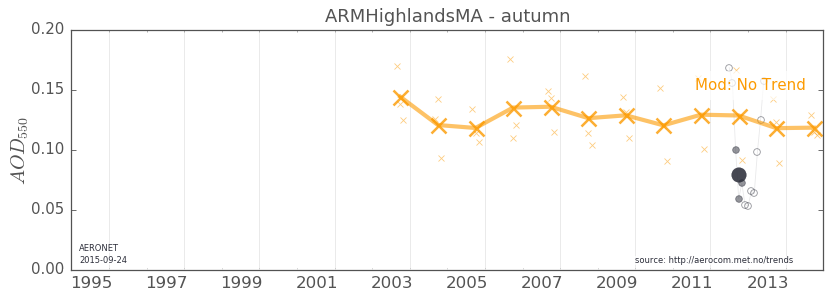 ARMHighlandsMA - autumn
0.20
0.15
0.10
0.05
0.00
AOD550
Mod: No Trend
AERONET
2015-09-24
source: http://aerocom.met.no/trends
1995 1997 1999 2001 2003 2005 2007 2009 2011 2013